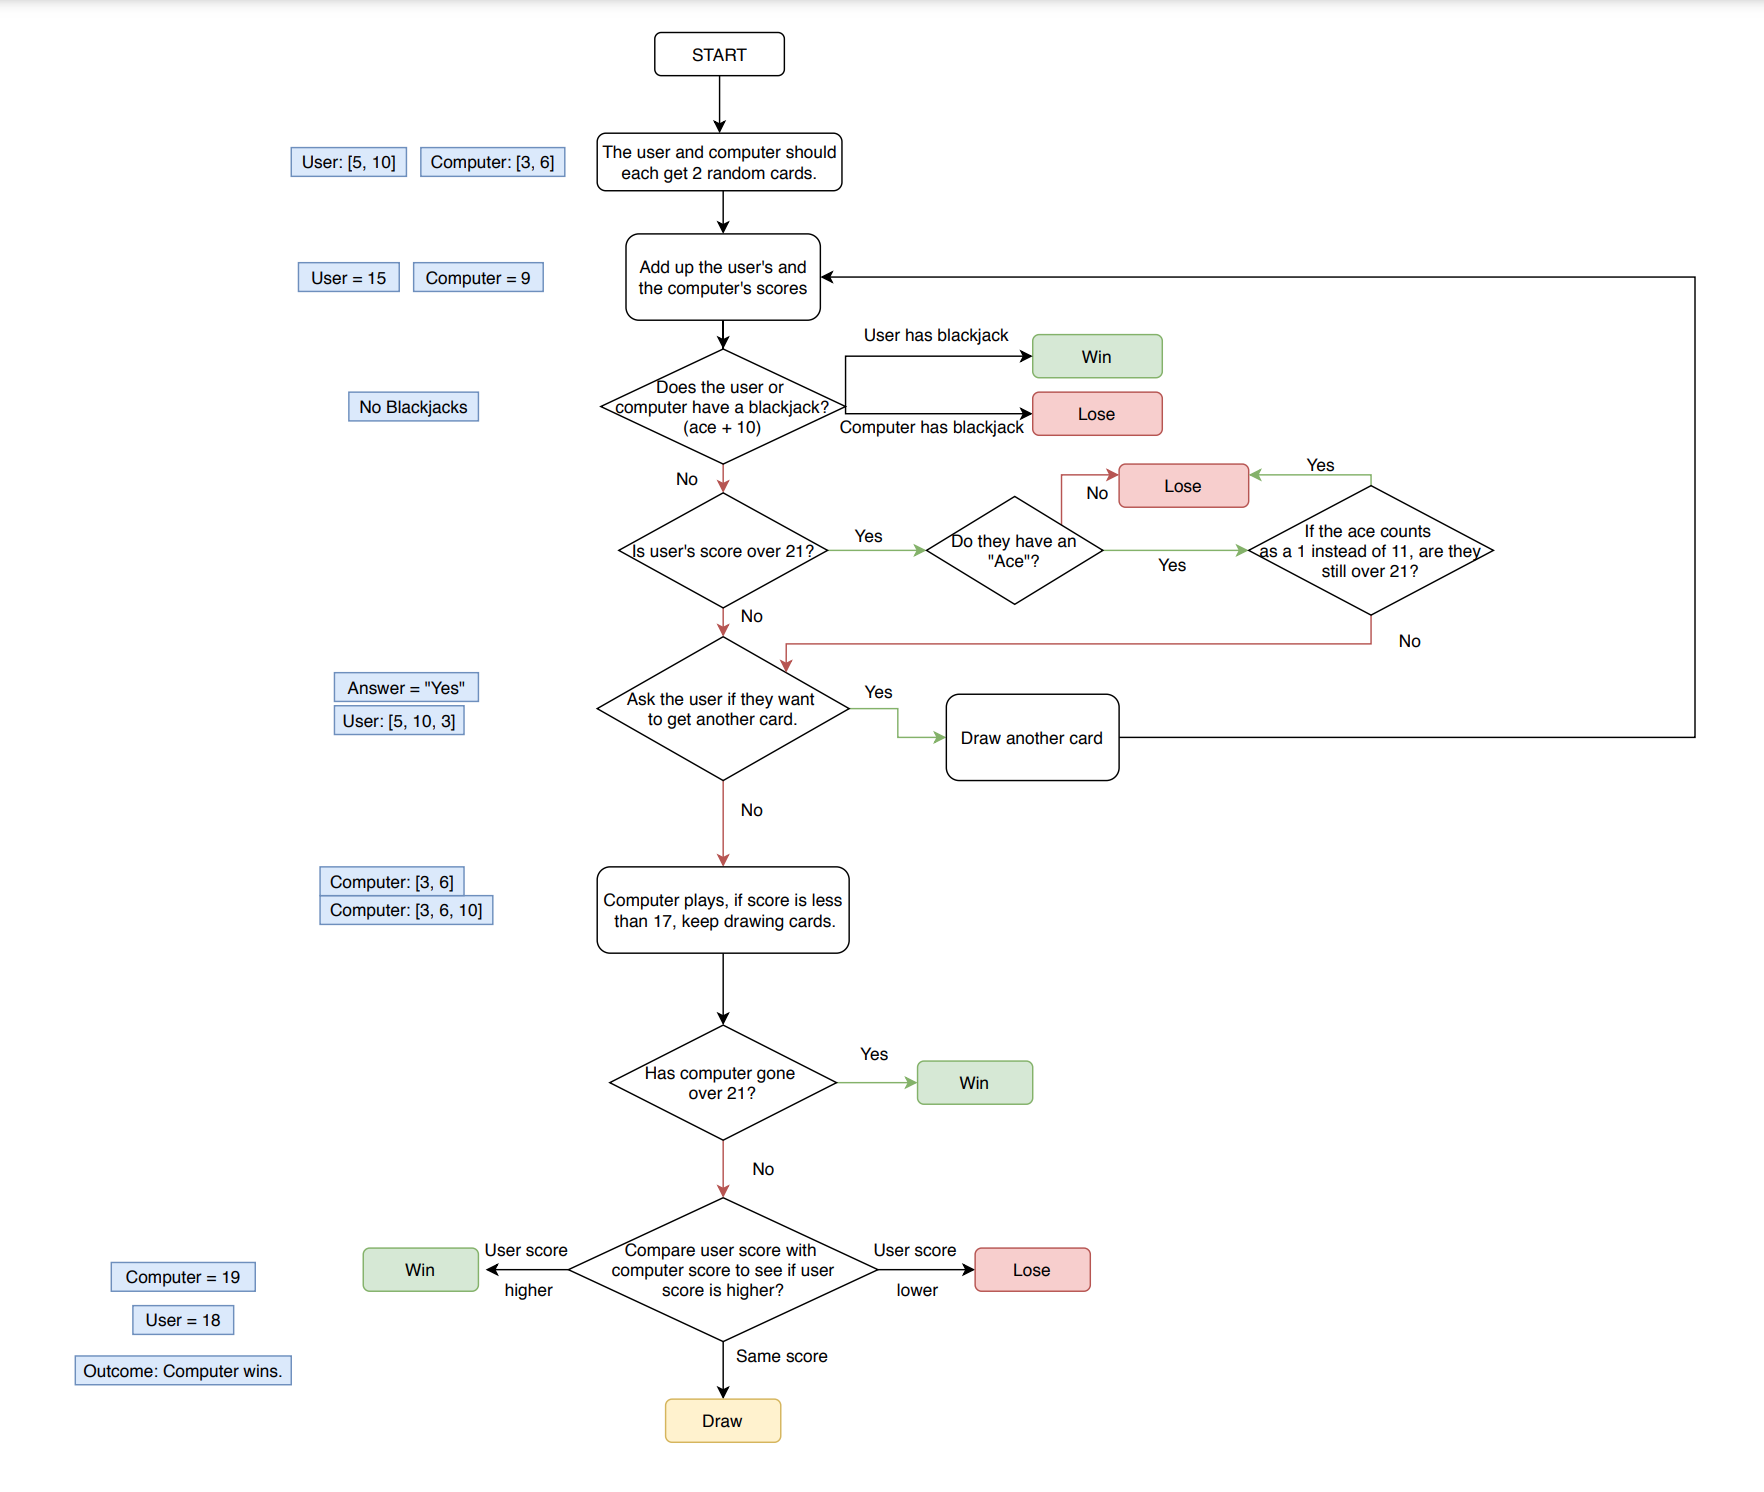 START
User: [5, 10]
Computer: [3, 6]
The user and computer should
each get 2 random cards.
User = 15
Computer = 9
Add up the user's and
the computer's scores
User has blackjack
Win
No Blackjacks
Does the user or
computer have a blackjack?
(ace + 10)
Lose
Computer has blackjack
No
Is user's score over 21?
Yes
Do they have an
"Ace"?
No
Lose
Yes
Yes
If the ace counts
as a 1 instead of 11, are they
still over 21?
No
No
Answer = "Yes"
User: [5, 10, 3]
Ask the user if they want
to get another card.
Yes
Draw another card
No
Computer: [3, 6]
Computer: [3, 6, 10]
Computer plays, if score is less
than 17, keep drawing cards.
Has computer gone
over 21?
Yes
Win
No
Computer = 19
User = 18
Outcome: Computer wins.
Win
User score
higher
Compare user score with
computer score to see if user
score is higher?
User score
lower
Lose
Same score
Draw